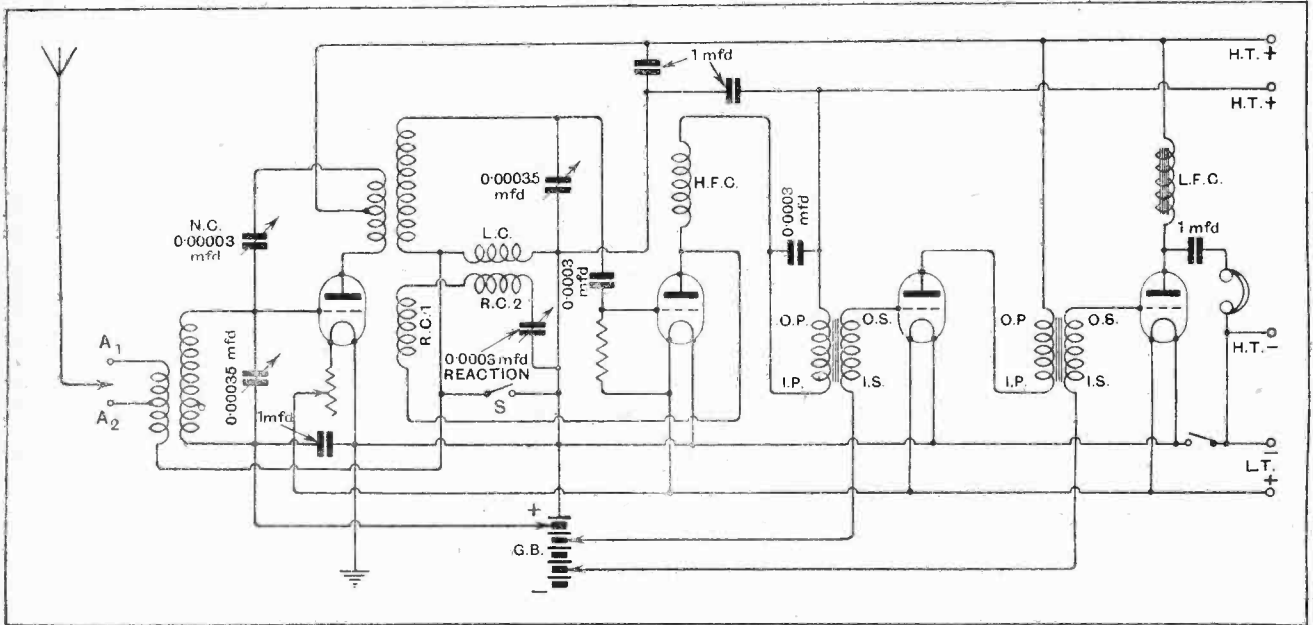 1 mfd
H.T. +
H.T. +
0·00035
mfd
H.F.C.
0·0003
mfd
L.F.C.
N.C.
0·00003
mfd
L.C.
0·0003
mfd
1 mfd
R.C.1
R.C.2
O.P.
O.S.
O.P.
O.S.
H.T.-
A1
0·00035 mfd
0·0003 mfd
REACTION
I.P.
I.S.
I.P.
I.S.
A2
S
1mfd
-
L.T.
+
+
G.B.
-